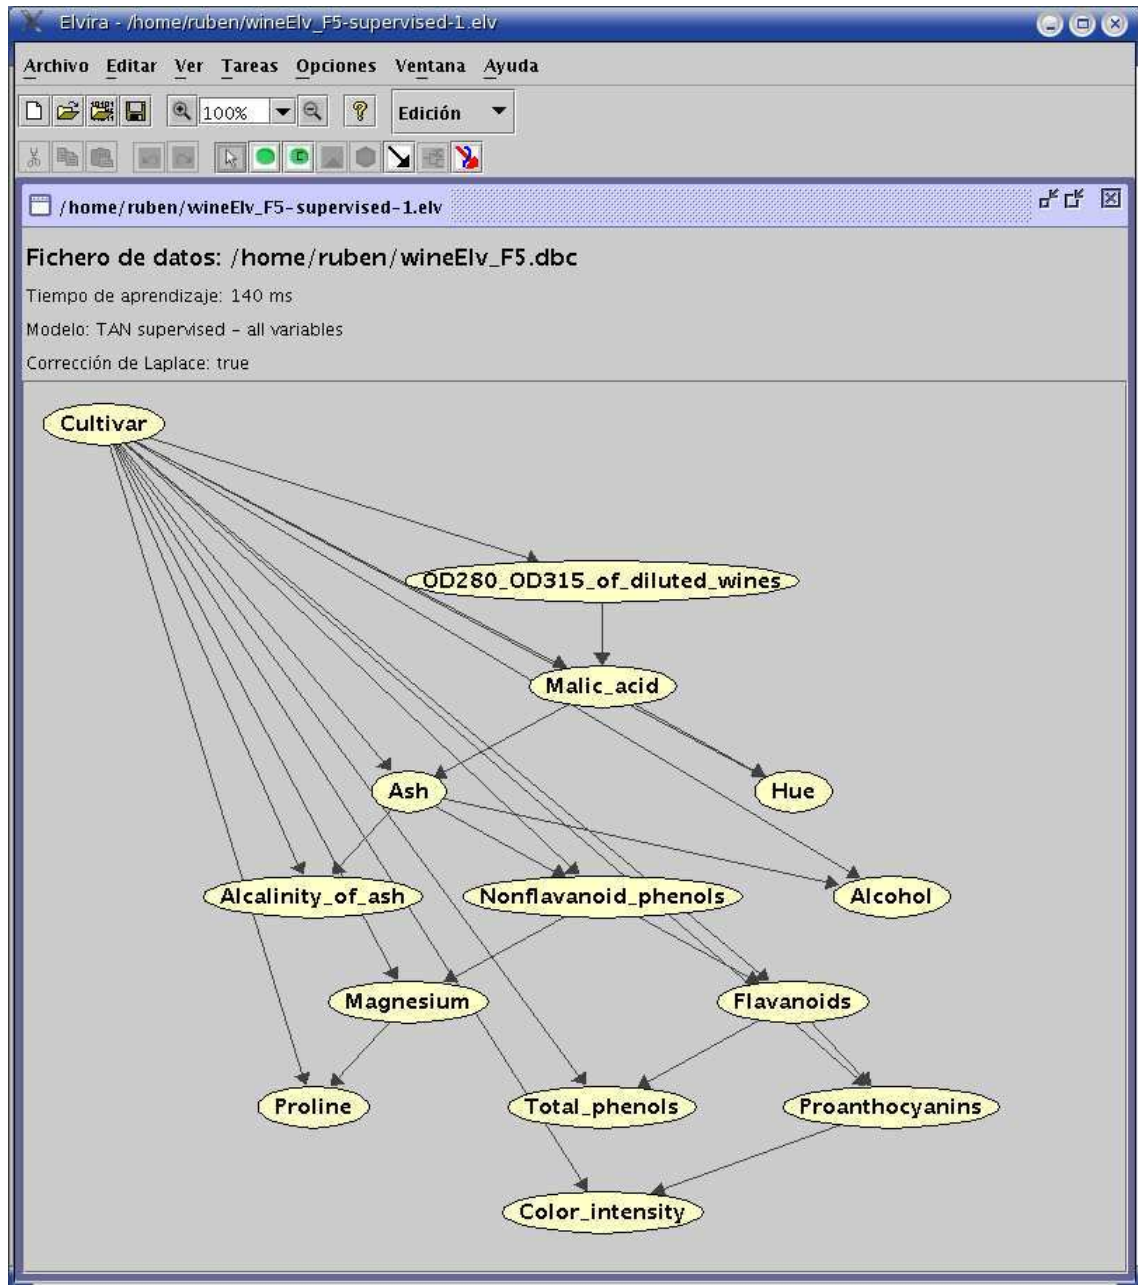 Elvira - /home/ruben/wineElv_F5-supervised-1.elv
Archivo Editar Ver Tareas Opciones Ventana Ayuda
100% Edición
/home/ruben/wineElv_F5-supervised-1.elv
Fichero de datos: /home/ruben/wineElv_F5.dbc
Tiempo de aprendizaje: 140 ms
Modelo: TAN supervised - all variables
Corrección de Laplace: true
Cultivar
OD280_OD315_of_diluted_wines
Malic_acid
Ash Hue
Alcalinity_of_ash Nonflavanoid_phenols Alcohol
Magnesium Flavanoids
Proline Total_phenols Proanthocyanins
Color_intensity